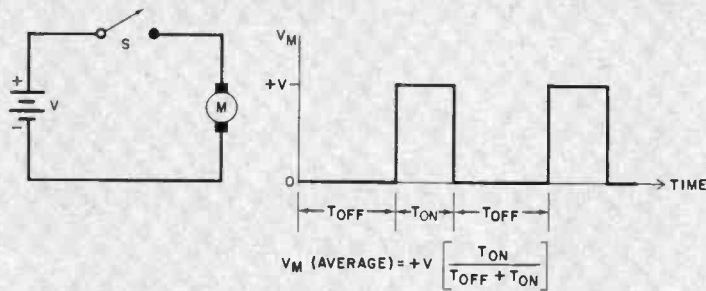 S
+
V
−
M
VM
+V
0
TIME
TOFF
TON
TOFF
VM (AVERAGE) = +V [TON / TOFF + TON]